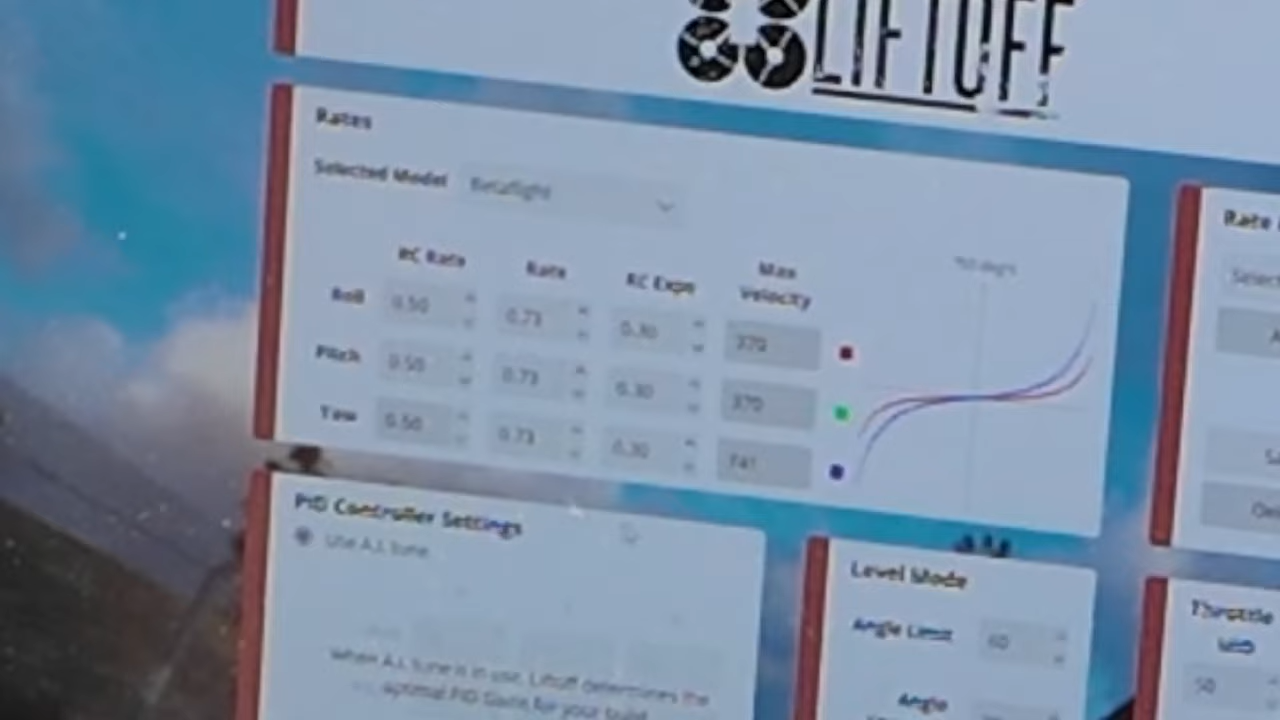 LIFTOFF
Rates
Selected Model Betaflight
RC Rate Rate RC Expo Max Velocity
Roll 0.50 0.73 0.30 370
Pitch 0.50 0.73 0.30 370
Yaw 0.50 0.73 0.30 741
Rate
PID Controller Settings
Use A.I. tune
When A.I. tune is in use, Liftoff determines the
optimal PID Gains for your build.
Level Mode
Angle Limit 60
Angle
Throttle
Mid
50